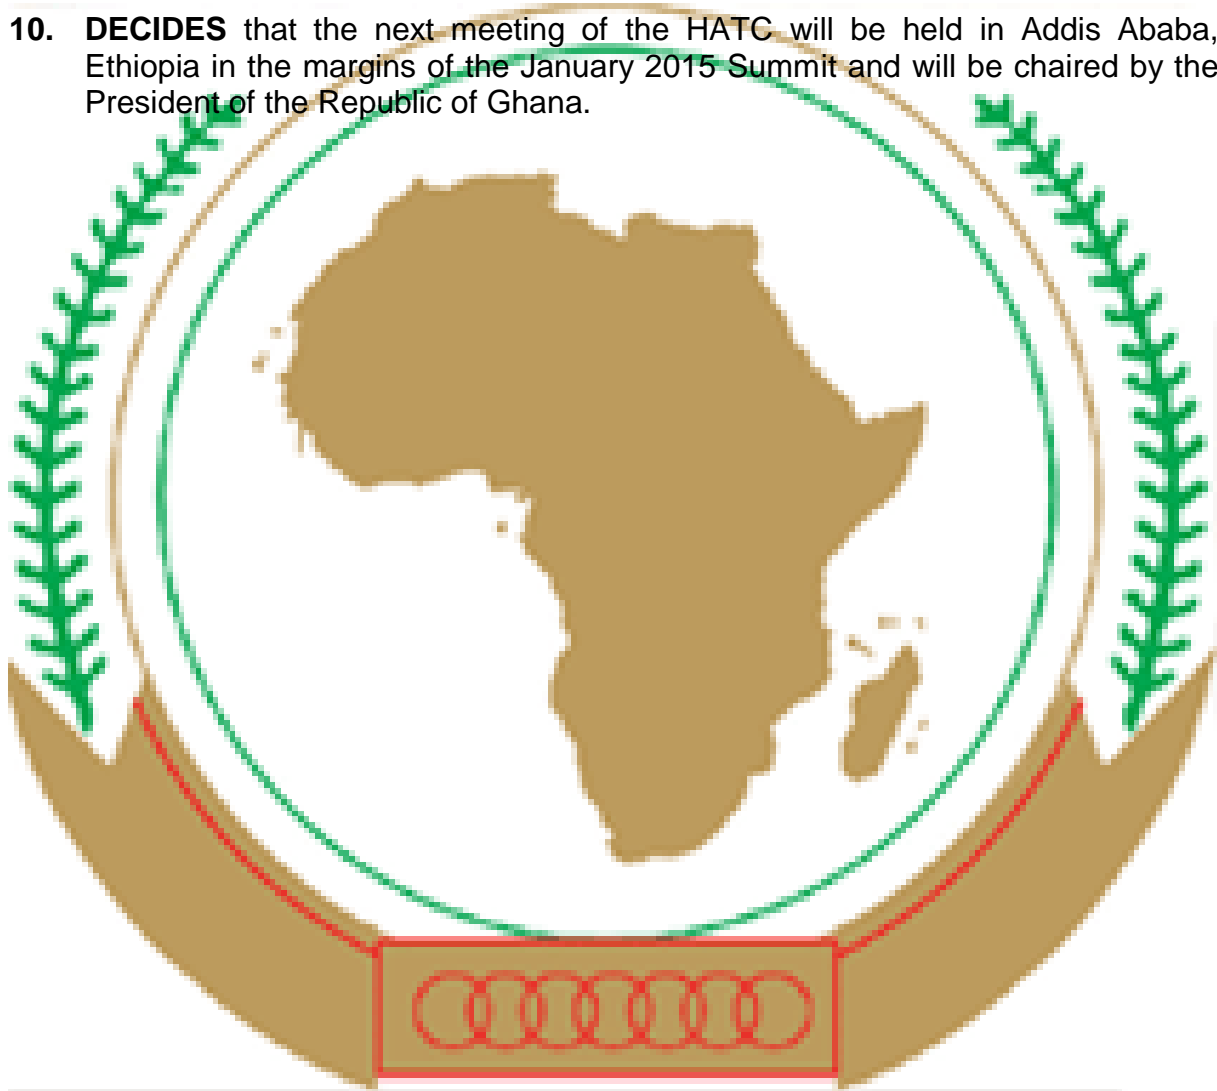 10. DECIDES that the next meeting of the HATC will be held in Addis Ababa,
Ethiopia in the margins of the January 2015 Summit and will be chaired by the
President of the Republic of Ghana.